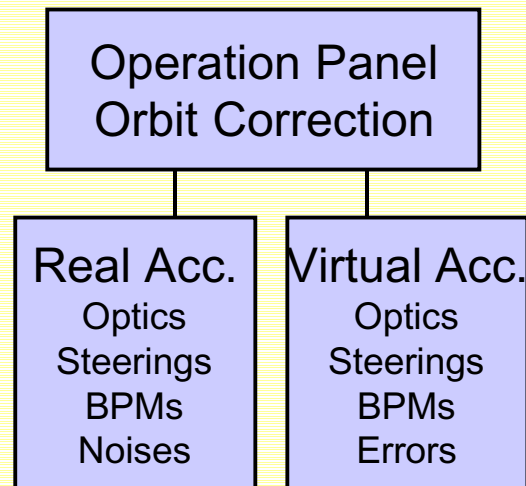 Operation Panel
Orbit Correction
Real Acc.
Optics
Steerings
BPMs
Noises
Virtual Acc.
Optics
Steerings
BPMs
Errors